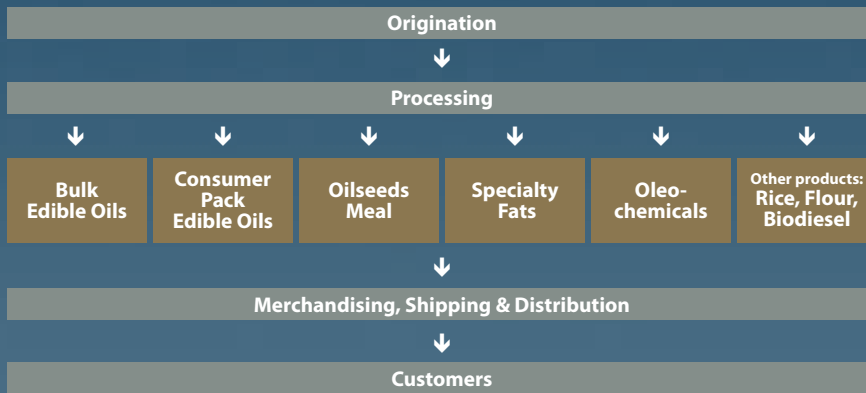 Origination
Processing
Bulk
Edible Oils
Consumer
Pack
Edible Oils
Oilseeds
Meal
Specialty
Fats
Oleo-
chemicals
Other products:
Rice, Flour,
Biodiesel
Merchandising, Shipping & Distribution
Customers